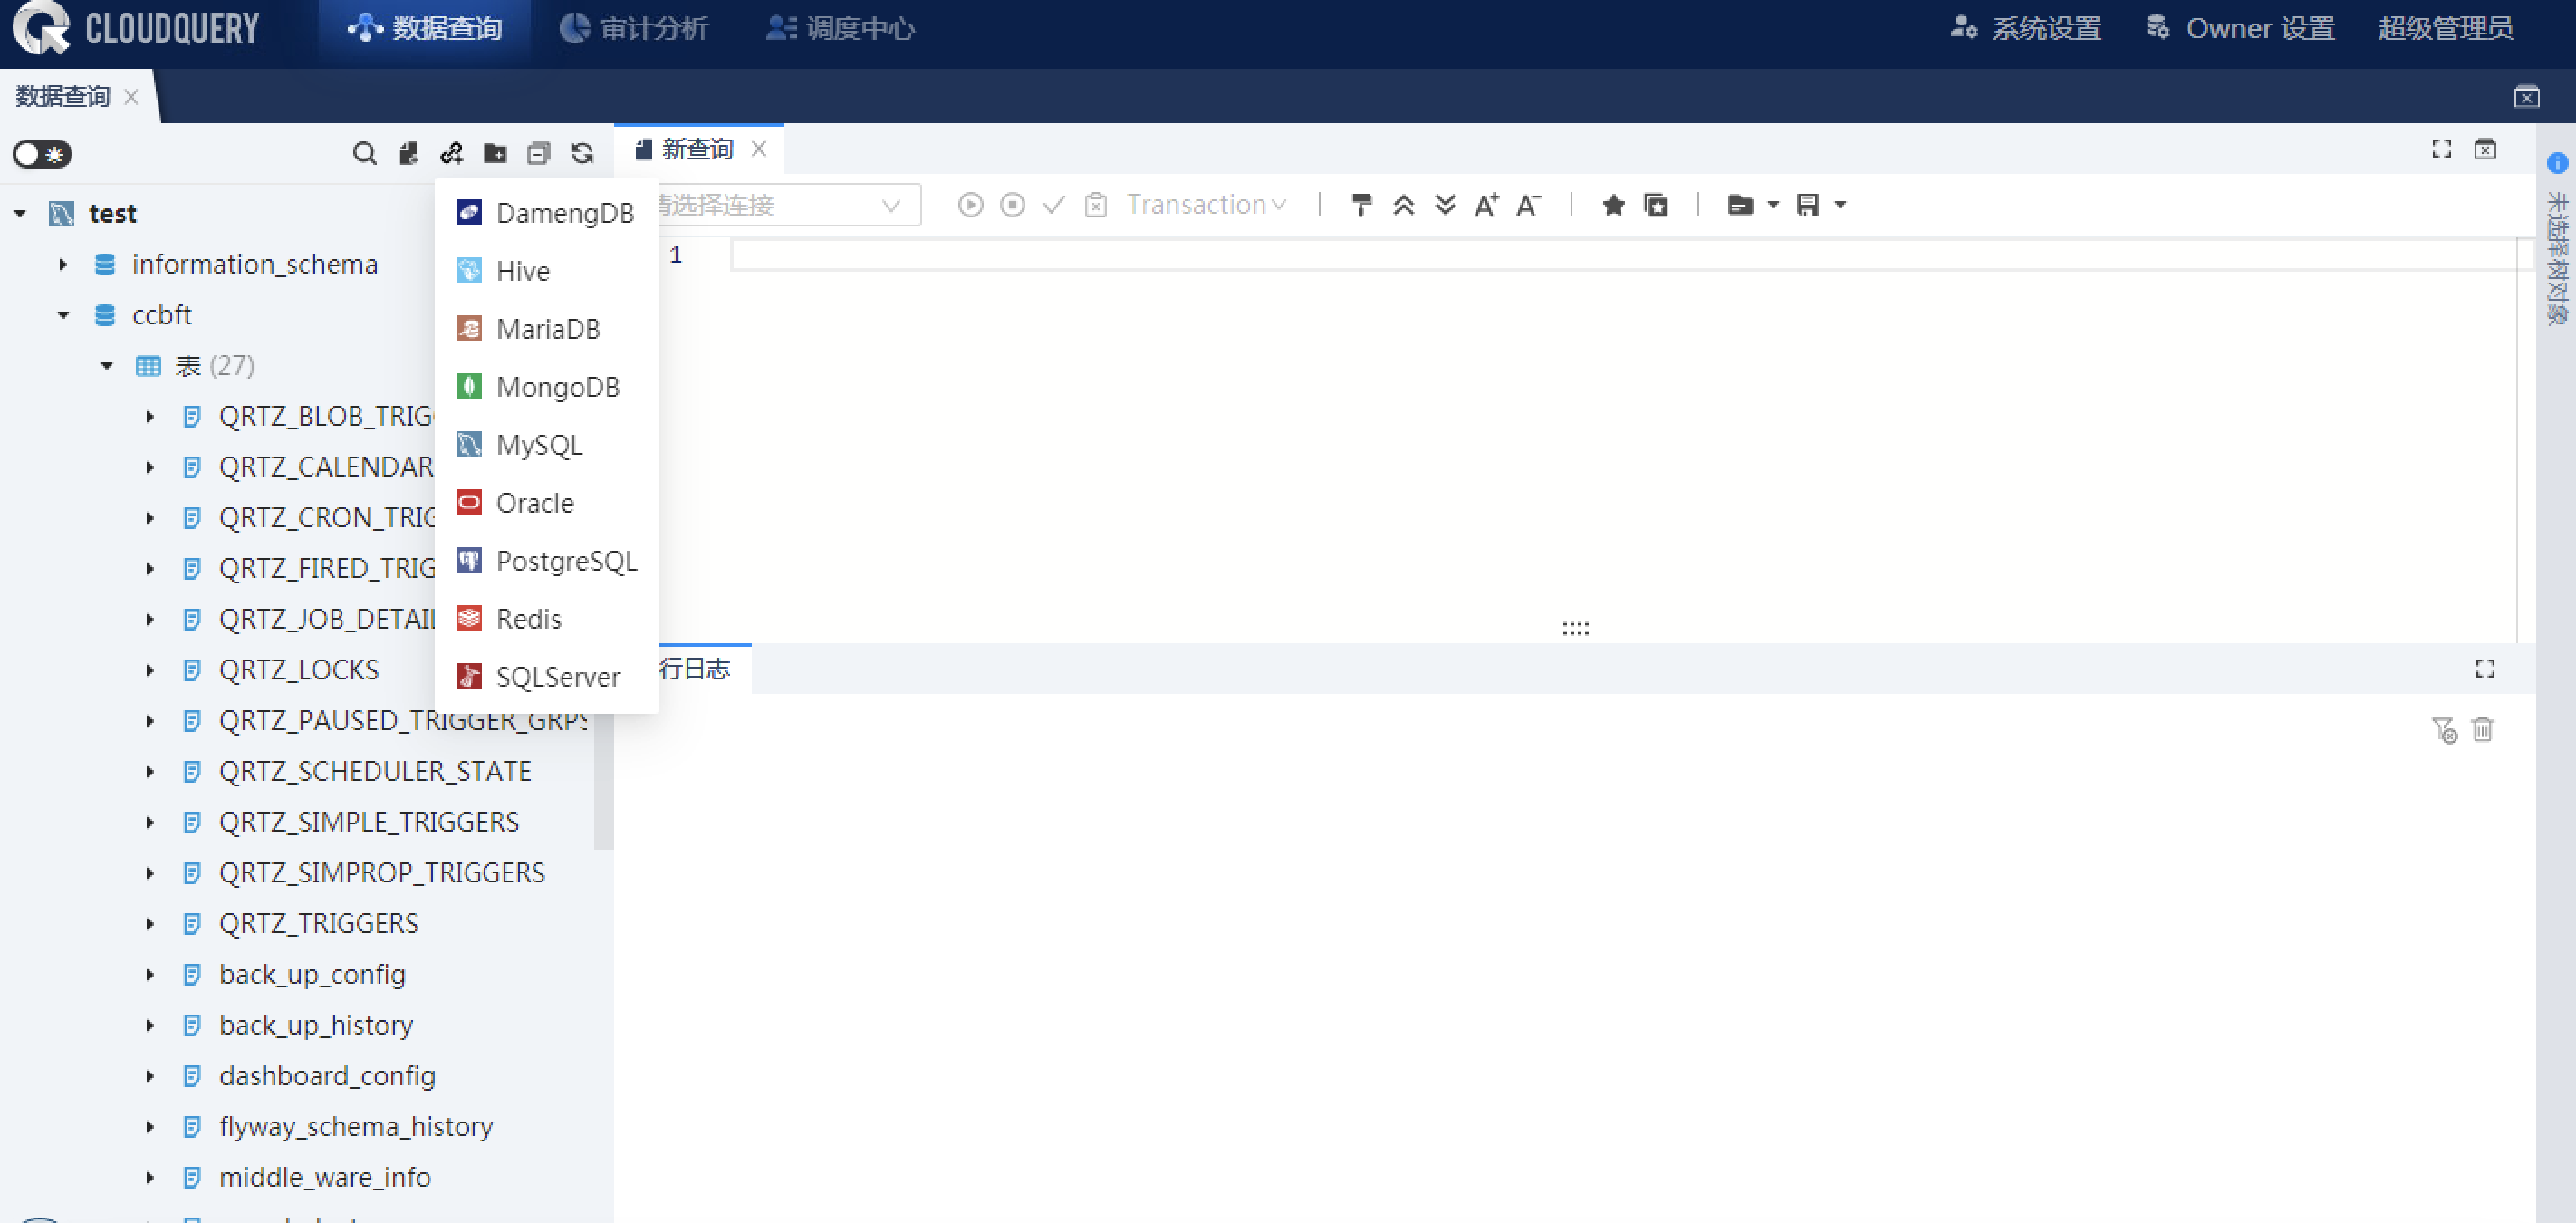 CLOUDQUERY 数据查询 审计分析 调度中心 系统设置 Owner 设置 超级管理员
数据查询
新查询
选择连接 Transaction
1
test
information_schema
ccbft
表 (27)
QRTZ_BLOB_TRIG
QRTZ_CALENDAR
QRTZ_CRON_TRIG
QRTZ_FIRED_TRIG
QRTZ_JOB_DETAIL
QRTZ_LOCKS
QRTZ_PAUSED_TRIGGER_GRPS
QRTZ_SCHEDULER_STATE
QRTZ_SIMPLE_TRIGGERS
QRTZ_SIMPROP_TRIGGERS
QRTZ_TRIGGERS
back_up_config
back_up_history
dashboard_config
flyway_schema_history
middle_ware_info
DamengDB
Hive
MariaDB
MongoDB
MySQL
Oracle
PostgreSQL
Redis
SQLServer
行日志
未选择树对象